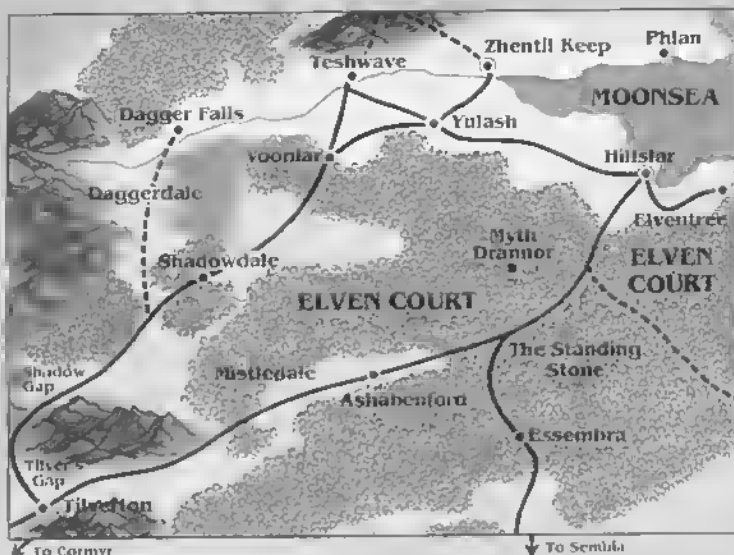 Zhentil Keep
Phlan
Teshwave
MOONSEA
Dagger Falls
Yulash
Voonlar
Hillsfar
Daggerdale
Elventree
Myth
Drannor
ELVEN
COURT
Shadowdale
ELVEN COURT
The Standing
Stone
Shadow
Gap
Mistledale
Ashabenford
Essembra
Tilver's
Gap
Tilverton
To Cormyr
To Sembia